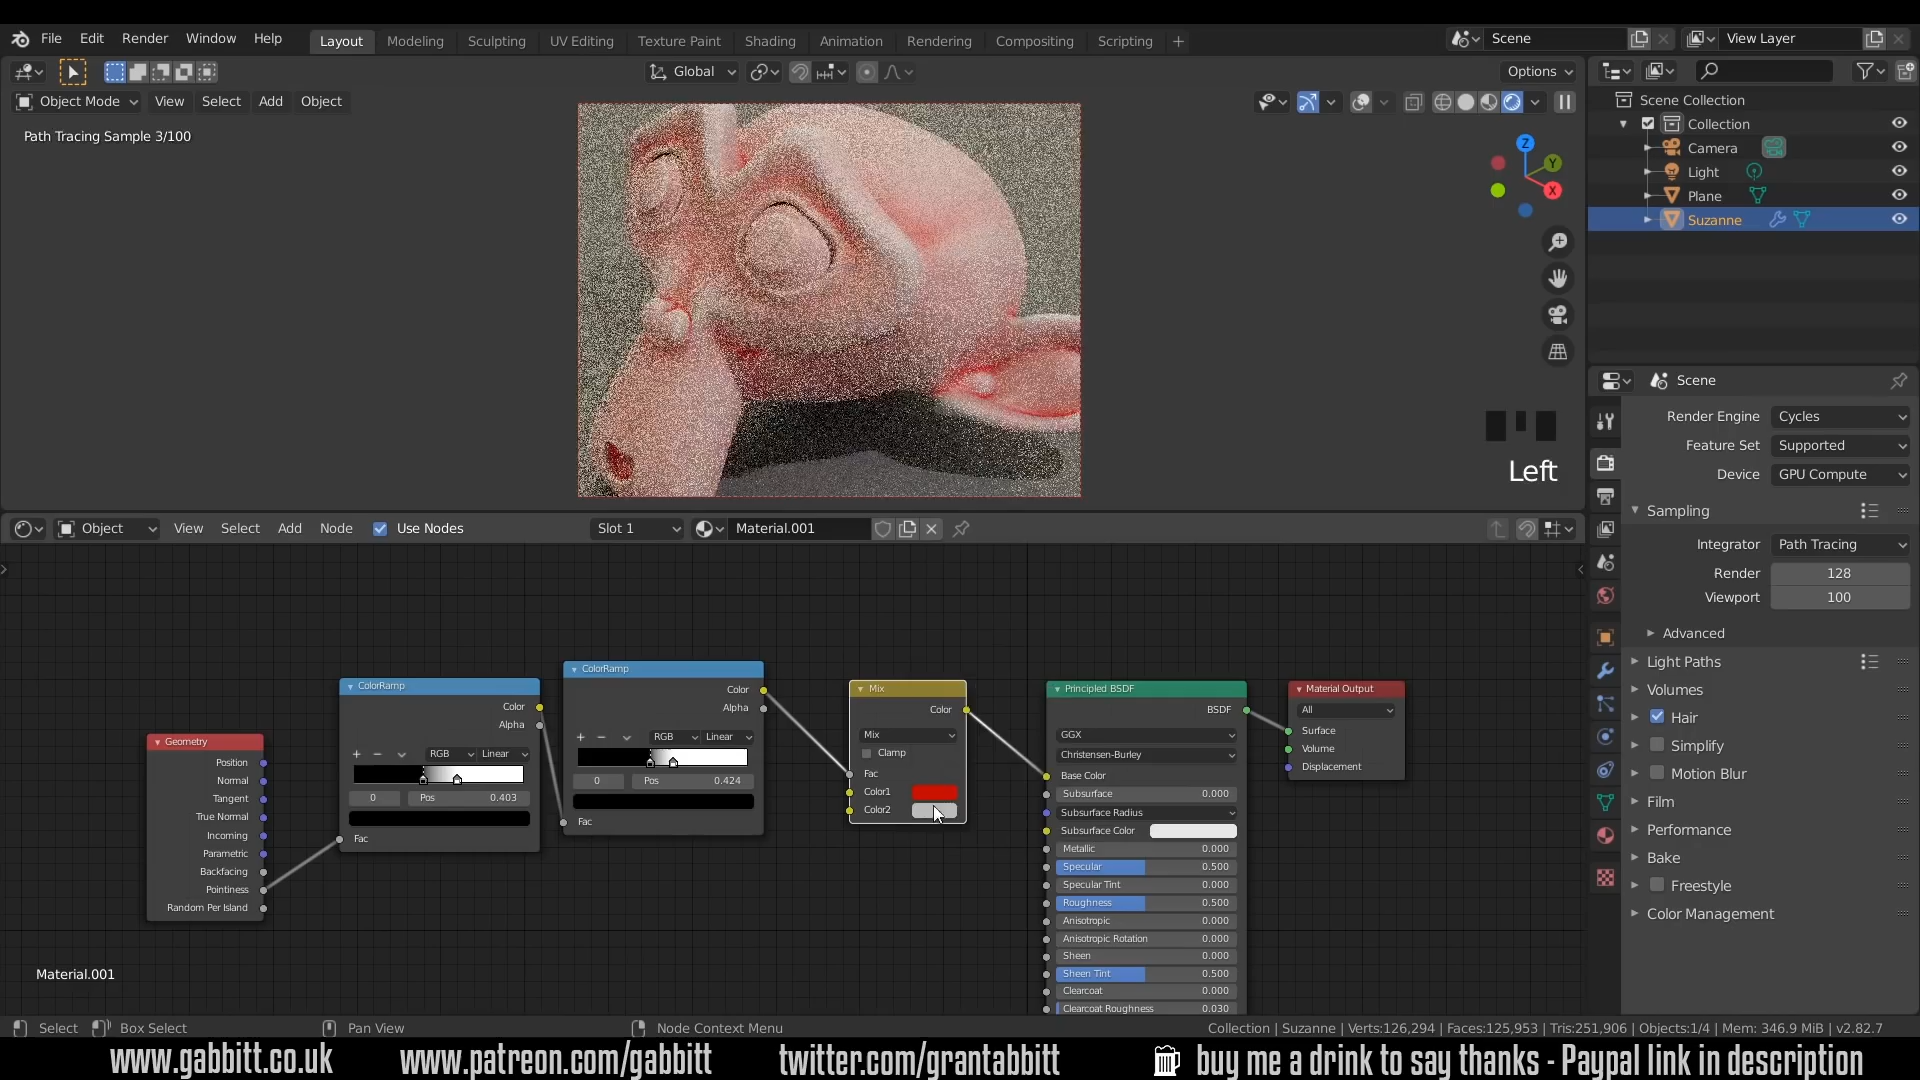 File Edit Render Window Help Layout Modeling Sculpting UV Editing Texture Paint Shading Animation Rendering Compositing Scripting + Scene View Layer
Global Options
Object Mode View Select Add Object
Path Tracing Sample 3/100
Z
Y
X
Left
Scene Collection
Collection
Camera
Light
Plane
Suzanne
Scene
Render Engine Cycles
Feature Set Supported
Device GPU Compute
Sampling
Integrator Path Tracing
Render 128
Viewport 100
Advanced
Light Paths
Volumes
Hair
Simplify
Motion Blur
Film
Performance
Bake
Freestyle
Color Management
Object View Select Add Node Use Nodes Slot 1 Material.001
Geometry
Position
Normal
Tangent
True Normal
Incoming
Parametric
Backfacing
Pointiness
Random Per Island
ColorRamp
Color
Alpha
RGB Linear
0 Pos 0.403
Fac
ColorRamp
Color
Alpha
RGB Linear
0 Pos 0.424
Fac
Mix
Color
Mix
Clamp
Fac
Color1
Color2
Principled BSDF
BSDF
GGX
Christensen-Burley
Base Color
Subsurface 0.000
Subsurface Radius
Subsurface Color
Metallic 0.000
Specular 0.500
Specular Tint 0.000
Roughness 0.500
Anisotropic 0.000
Anisotropic Rotation 0.000
Sheen 0.000
Sheen Tint 0.500
Clearcoat 0.000
Clearcoat Roughness 0.030
Material Output
All
Surface
Volume
Displacement
Material.001
Select Box Select Pan View Node Context Menu Collection | Suzanne | Verts:126,294 | Faces:125,953 | Tris:251,906 | Objects:1/4 | Mem: 346.9 MiB | v2.82.7
www.gabbitt.co.uk www.patreon.com/gabbitt twitter.com/grantabbitt buy me a drink to say thanks - Paypal link in description